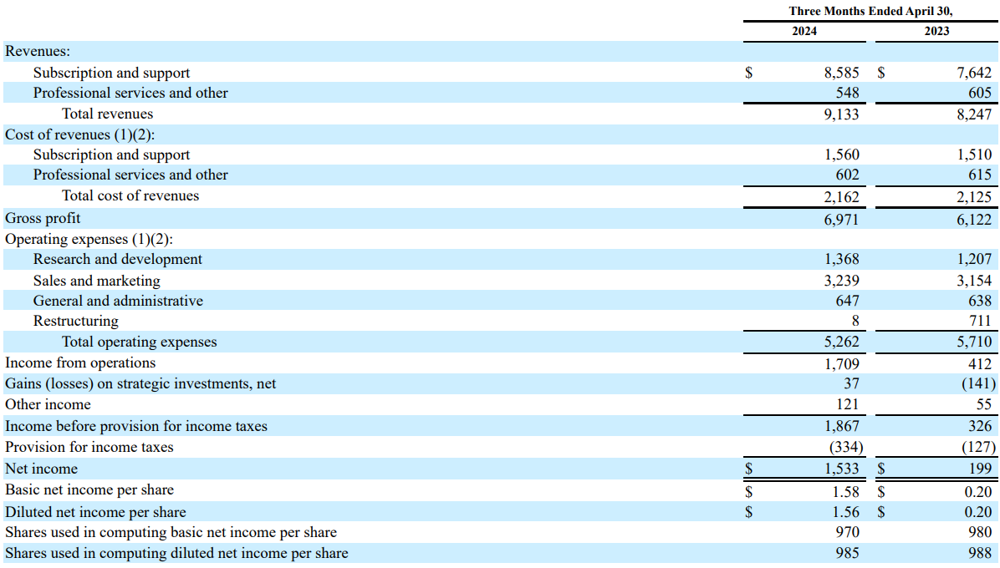 Three Months Ended April 30,
2024 2023
Revenues:
Subscription and support $ 8,585 $ 7,642
Professional services and other 548 605
Total revenues 9,133 8,247
Cost of revenues (1)(2):
Subscription and support 1,560 1,510
Professional services and other 602 615
Total cost of revenues 2,162 2,125
Gross profit 6,971 6,122
Operating expenses (1)(2):
Research and development 1,368 1,207
Sales and marketing 3,239 3,154
General and administrative 647 638
Restructuring 8 711
Total operating expenses 5,262 5,710
Income from operations 1,709 412
Gains (losses) on strategic investments, net 37 (141)
Other income 121 55
Income before provision for income taxes 1,867 326
Provision for income taxes (334) (127)
Net income $ 1,533 $ 199
Basic net income per share $ 1.58 $ 0.20
Diluted net income per share $ 1.56 $ 0.20
Shares used in computing basic net income per share 970 980
Shares used in computing diluted net income per share 985 988